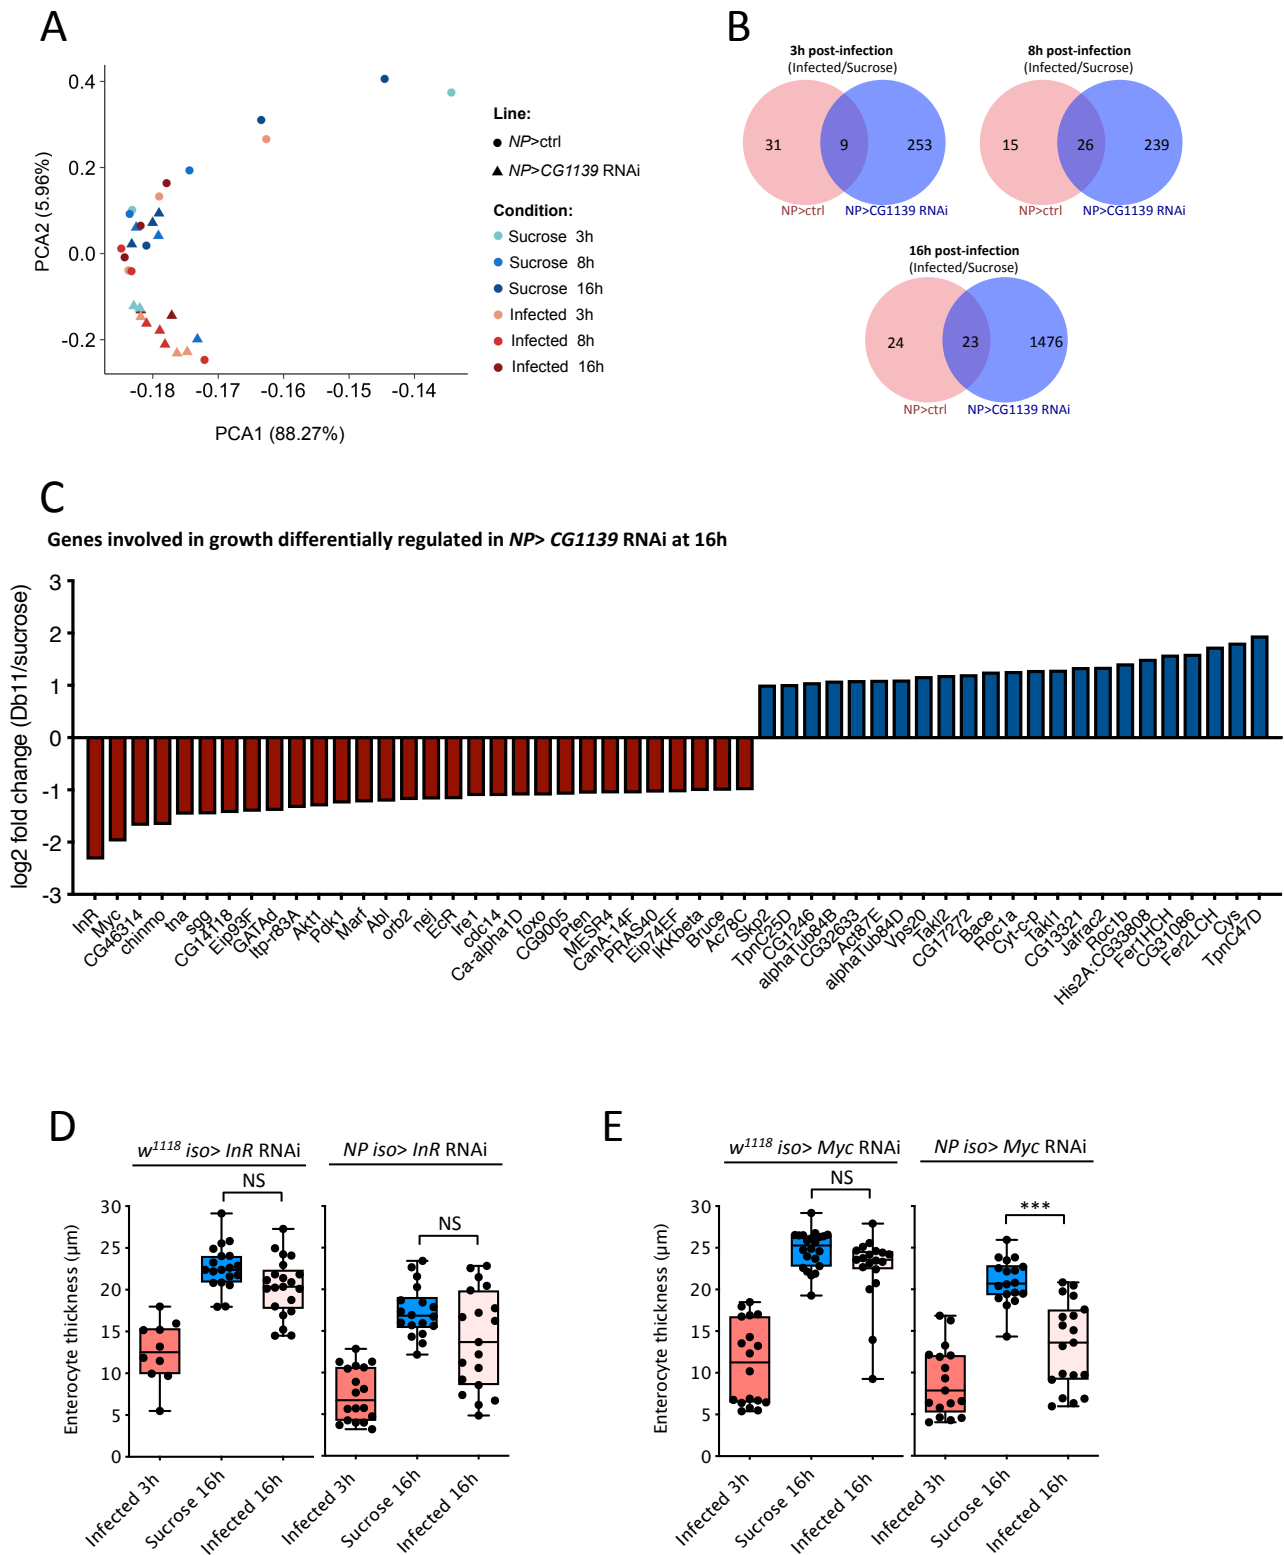 A
0.4
0.2
0.0
-0.2
PCA2 (5.96%)
-0.18
-0.17
-0.16
-0.15
-0.14
PCA1 (88.27%)
Line:
NP>ctrl
NP>CG1139 RNAi
Condition:
Sucrose 3h
Sucrose 8h
Sucrose 16h
Infected 3h
Infected 8h
Infected 16h
B
3h post-infection
(Infected/Sucrose)
31
9
253
NP>ctrl
NP>CG1139 RNAi
8h post-infection
(Infected/Sucrose)
15
26
239
NP>ctrl
NP>CG1139 RNAi
16h post-infection
(Infected/Sucrose)
24
23
1476
NP>ctrl
NP>CG1139 RNAi
C
Genes involved in growth differentially regulated in NP> CG1139 RNAi at 16h
log2 fold change (Db11/sucrose)
3
2
1
0
-1
-2
-3
InR
Myc
CG46314
chinmo
tna
sgg
CG14118
Eip93F
GATAd
Itp-r83A
Akt1
Pdk1
Marf
Abl
orb2
nej
EcR
Ire1
cdc14
Ca-alpha1D
foxo
CG9005
Pten
MESR4
CanA-14F
PRAS40
Eip74EF
IKKbeta
Bruce
Ac78C
Skp2
TpnC25D
CG1246
alphaTub84B
CG32633
Act87E
alphaTub84D
Vps20
Takl2
CG17272
Bace
Roc1a
Cyt-c-p
Takl1
CG13321
Jafrac2
Roc1b
His2A:CG33808
Fer1HCH
CG31086
Fer2LCH
Cys
TpnC47D
D
w1118 iso> InR RNAi
NP iso> InR RNAi
NS
NS
Enterocyte thickness (µm)
30
25
20
15
10
5
0
Infected 3h
Sucrose 16h
Infected 16h
Infected 3h
Sucrose 16h
Infected 16h
E
w1118 iso> Myc RNAi
NP iso> Myc RNAi
NS
***
Enterocyte thickness (µm)
30
25
20
15
10
5
0
Infected 3h
Sucrose 16h
Infected 16h
Infected 3h
Sucrose 16h
Infected 16h